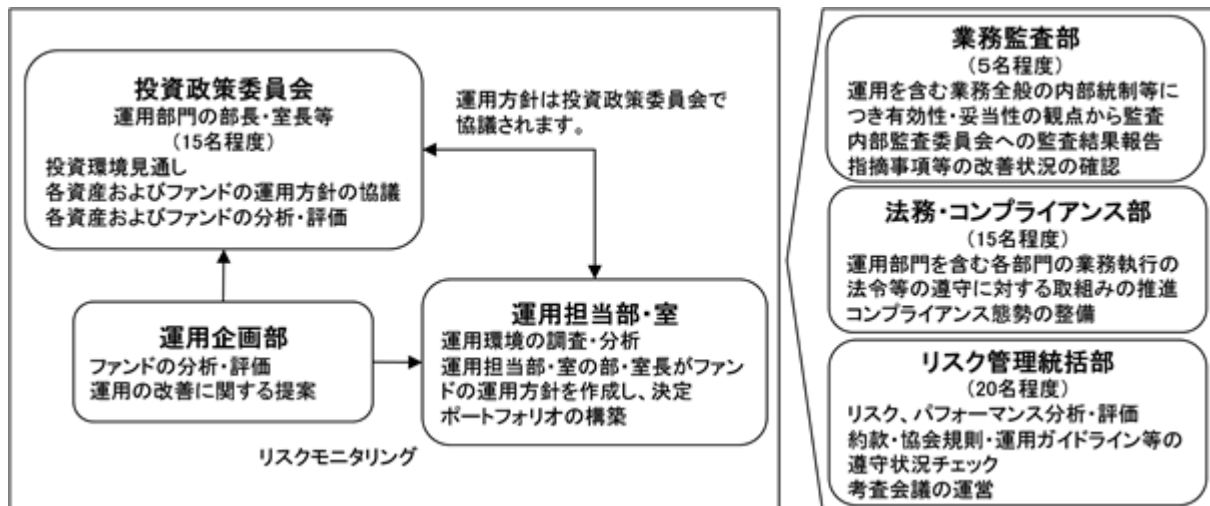 投資政策委員会
運用部門の部長・室長等
（15名程度）
投資環境見通し
各資産およびファンドの運用方針の協議
各資産およびファンドの分析・評価
運用方針は投資政策委員会で
協議されます。
運用企画部
ファンドの分析・評価
運用の改善に関する提案
運用担当部・室
運用環境の調査・分析
運用担当部・室の部・室長がファン
ドの運用方針を作成し、決定
ポートフォリオの構築
リスクモニタリング
業務監査部
（5名程度）
運用を含む業務全般の内部統制等に
つき有効性・妥当性の観点から監査
内部監査委員会への監査結果報告
指摘事項等の改善状況の確認
法務・コンプライアンス部
（15名程度）
運用部門を含む各部門の業務執行の
法令等の遵守に対する取組みの推進
コンプライアンス態勢の整備
リスク管理統括部
（20名程度）
リスク、パフォーマンス分析・評価
約款・協会規則・運用ガイドライン等の
遵守状況チェック
考査会議の運営